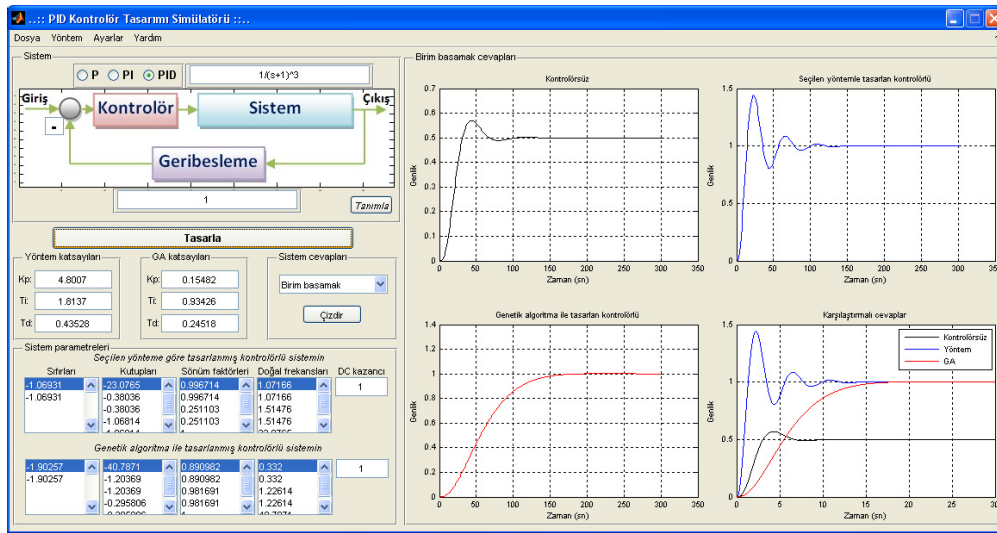 ..:: PID Kontrolör Tasarımı Simülatörü ::..
Dosya Yöntem Ayarlar Yardım
Sistem
P PI PID
1/(s+1)^3
Giriş
Kontrolör
Sistem
Çıkış
-
Geribesleme
1
Tanımla
Tasarla
Yöntem katsayıları
Kp: 4.8007
Ti: 1.8137
Td: 0.43528
GA katsayıları
Kp: 0.15482
Ti: 0.93426
Td: 0.24518
Sistem cevapları
Birim basamak
Çizdir
Sistem parametreleri
Seçilen yönteme göre tasarlanmış kontrolörlü sistemin
Sıfırları Kutupları Sönüm faktörleri Doğal frekansları DC kazancı
-1.06931 -23.0765 0.996714 1.07166 1
-1.06931 -0.38036 0.996714 1.07166
-0.38036 0.251103 1.51476
-1.06814 0.251103 1.51476
Genetik algoritma ile tasarlanmış kontrolörlü sistemin
-1.90257 -40.7871 0.890982 0.332 1
-1.90257 -1.20369 0.890982 0.332
-1.20369 0.981691 1.22614
-0.295806 0.981691 1.22614
Birim basamak cevapları
Kontrolörsüz
0.7
0.6
0.5
0.4
0.3
0.2
0.1
0
Genlik
0 50 100 150 200 250 300 350
Zaman (sn)
Seçilen yöntemle tasarlan kontrolörlü
1.5
1
0.5
0
Genlik
0 50 100 150 200 250 300 350
Zaman (sn)
Genetik algoritma ile tasarlan kontrolörlü
1.4
1.2
1
0.8
0.6
0.4
0.2
0
Genlik
0 50 100 150 200 250 300 350
Zaman (sn)
Karşılaştırmalı cevaplar
Kontrolörsüz
Yöntem
GA
1.5
1
0.5
0
Genlik
0 5 10 15 20 25 30
Zaman (sn)